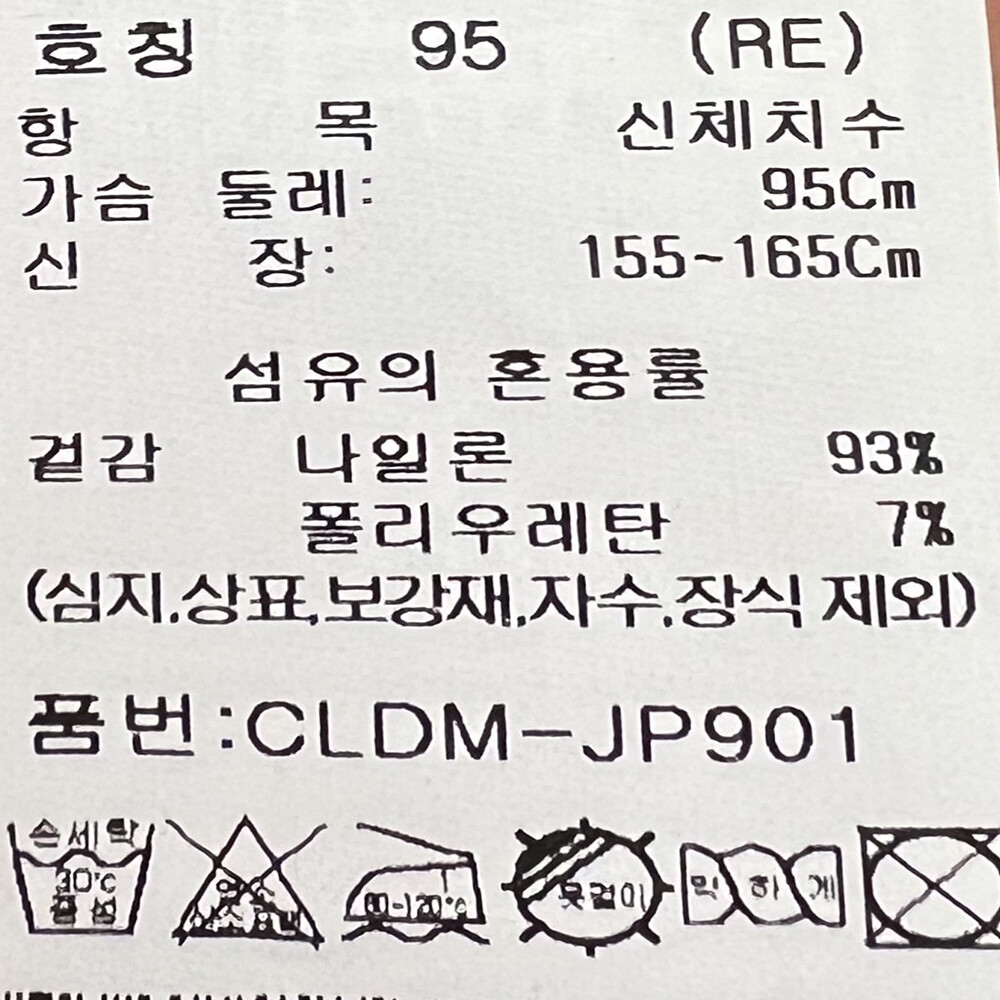 호칭 95 (RE)
항 목 신체치수
가슴 둘레: 95Cm
신 장: 155~165Cm
섬유의 혼용률
겉감 나일론 93%
폴리우레탄 7%
(심지,상표,보강재,자수,장식 제외)
품번:CLDM-JP901
손세탁 30℃ 중성 80-120℃ 옷걸이 약하게